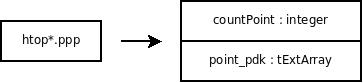 htop*.ppp
countPoint : integer
point_pdk : tExtArray